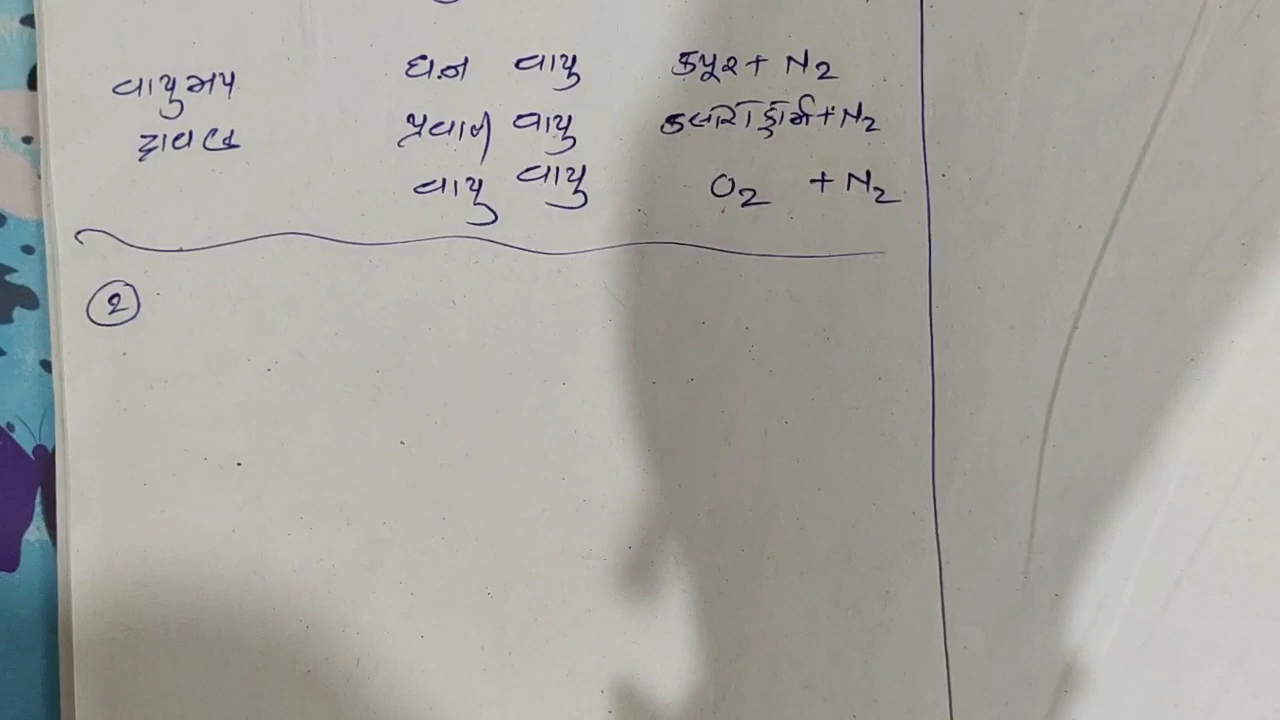 વાયુમય ઘન વાયુ કપૂર + N2
દ્રાવણ પ્રવાહી વાયુ ક્લોરોફોર્મ + N2
વાયુ વાયુ O2 + N2
2